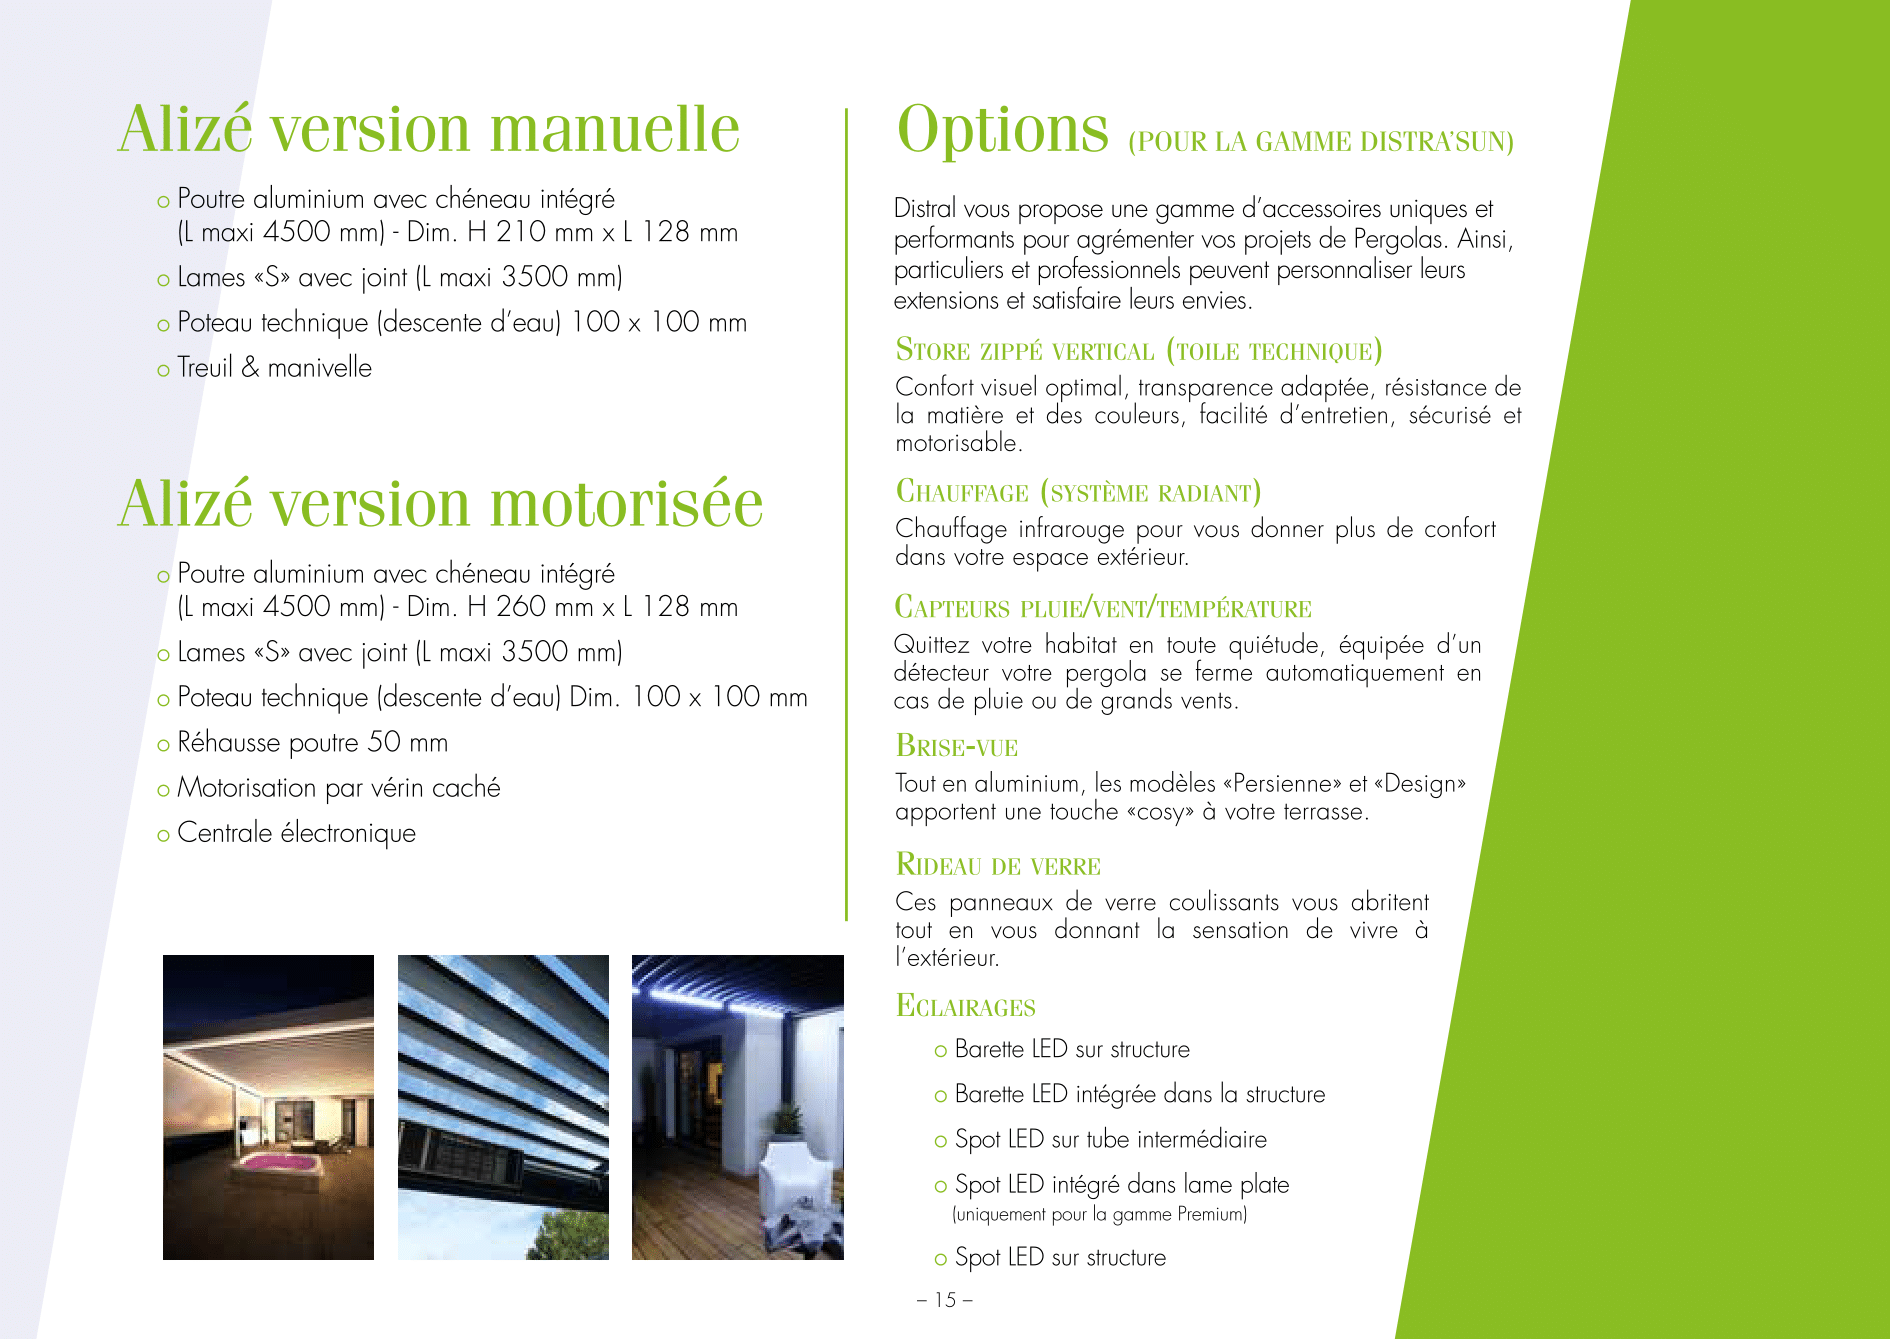 Alizé version manuelle
Poutre aluminium avec chéneau intégré
(L maxi 4500 mm) - Dim. H 210 mm x L 128 mm
Lames «S» avec joint (L maxi 3500 mm)
Poteau technique (descente d’eau) 100 x 100 mm
Treuil & manivelle
Alizé version motorisée
Poutre aluminium avec chéneau intégré
(L maxi 4500 mm) - Dim. H 260 mm x L 128 mm
Lames «S» avec joint (L maxi 3500 mm)
Poteau technique (descente d’eau) Dim. 100 x 100 mm
Réhausse poutre 50 mm
Motorisation par vérin caché
Centrale électronique
Options (POUR LA GAMME DISTRA’SUN)
Distral vous propose une gamme d’accessoires uniques et
performants pour agrémenter vos projets de Pergolas. Ainsi,
particuliers et professionnels peuvent personnaliser leurs
extensions et satisfaire leurs envies.
Store zippé vertical (toile technique)
Confort visuel optimal, transparence adaptée, résistance de
la matière et des couleurs, facilité d’entretien, sécurisé et
motorisable.
Chauffage (système radiant)
Chauffage infrarouge pour vous donner plus de confort
dans votre espace extérieur.
Capteurs pluie/vent/température
Quittez votre habitat en toute quiétude, équipée d’un
détecteur votre pergola se ferme automatiquement en
cas de pluie ou de grands vents.
Brise-vue
Tout en aluminium, les modèles «Persienne» et «Design»
apportent une touche «cosy» à votre terrasse.
Rideau de verre
Ces panneaux de verre coulissants vous abritent
tout en vous donnant la sensation de vivre à
l’extérieur.
Eclairages
Barette LED sur structure
Barette LED intégrée dans la structure
Spot LED sur tube intermédiaire
Spot LED intégré dans lame plate
(uniquement pour la gamme Premium)
Spot LED sur structure
– 15 –